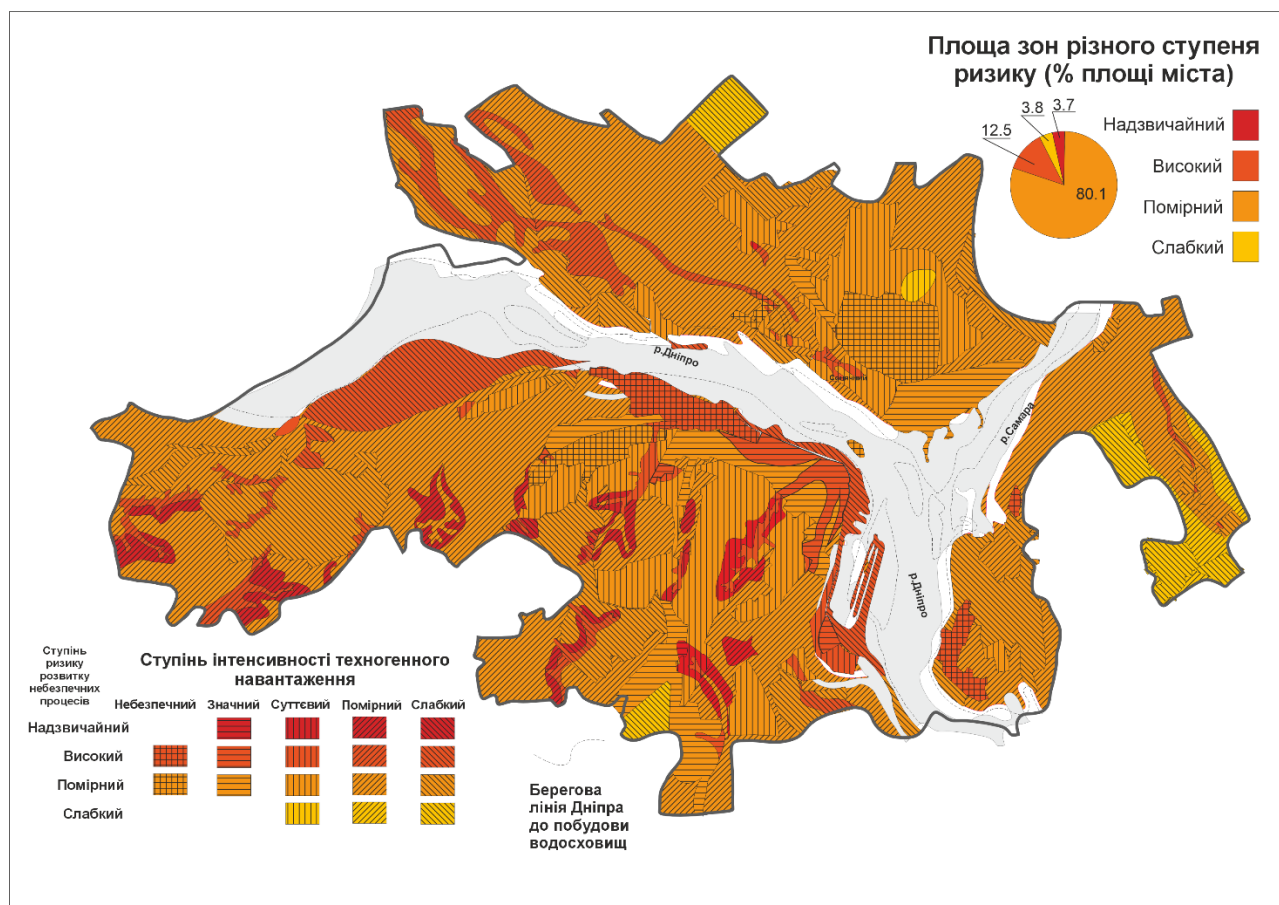 Площа зон різного ступеня
ризику (% площі міста)
3.8
3.7
12.5
80.1
Надзвичайний
Високий
Помірний
Слабкий
р.Дніпро
р.Самара
р.Дніпро
Ступінь
ризику
розвитку
небезпечних
процесів
Ступінь інтенсивності техногенного
навантаження
Небезпечний Значний Суттєвий Помірний Слабкий
Надзвичайний
Високий
Помірний
Слабкий
Берегова
лінія Дніпра
до побудови
водосховищ